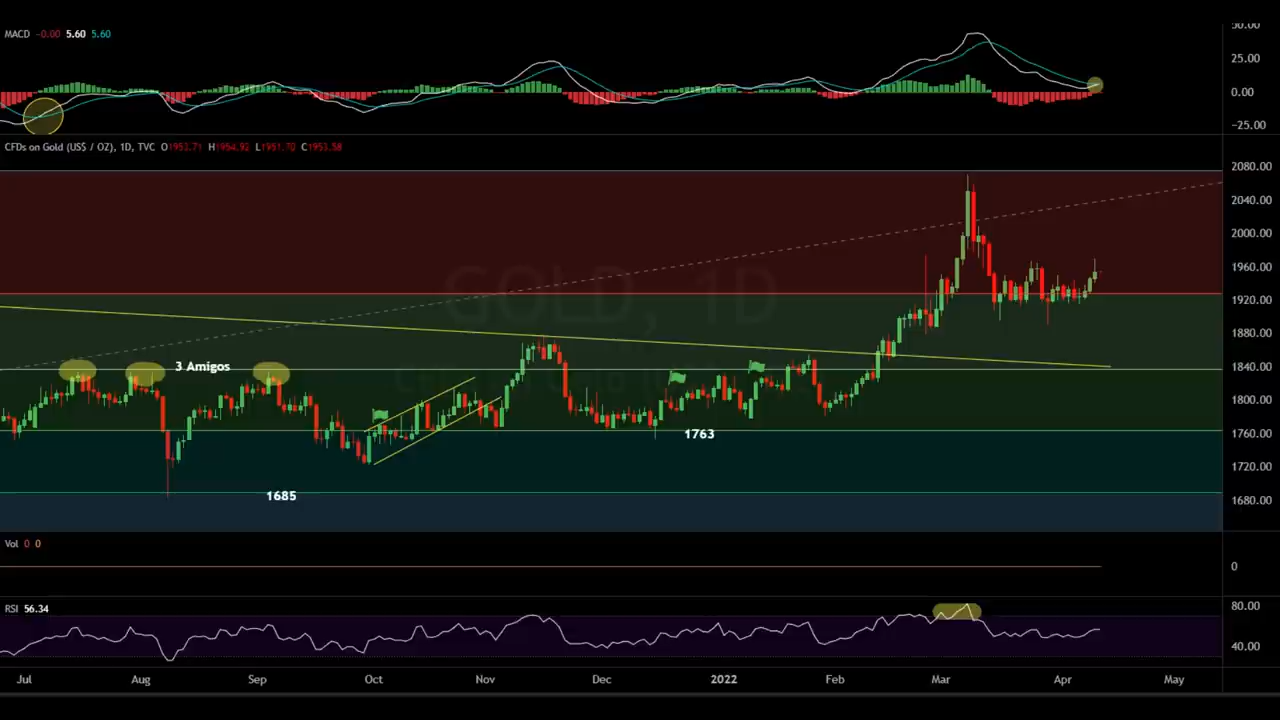 50.00
MACD -0.00 5.60 5.60
25.00
0.00
−25.00
CFDs on Gold (US$ / OZ), 1D, TVC O1953.71 H1954.92 L1951.70 C1953.58
2080.00
2040.00
2000.00
GOLD, 1D
1960.00
1920.00
1880.00
3 Amigos
1840.00
1800.00
1763
1760.00
1720.00
1685
1680.00
Vol 0 0
0
RSI 56.34
80.00
40.00
Jul Aug Sep Oct Nov Dec 2022 Feb Mar Apr May